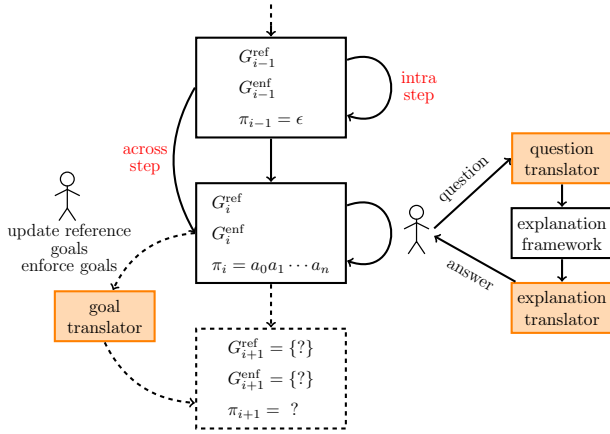 G_{i-1}^{ref}
G_{i-1}^{enf}
π_{i-1} = ϵ
intra
step
across
step
G_i^{ref}
G_i^{enf}
π_i = a_0 a_1 ⋯ a_n
update reference
goals
enforce goals
goal
translator
G_{i+1}^{ref} = {?}
G_{i+1}^{enf} = {?}
π_{i+1} = ?
question
answer
question
translator
explanation
framework
explanation
translator